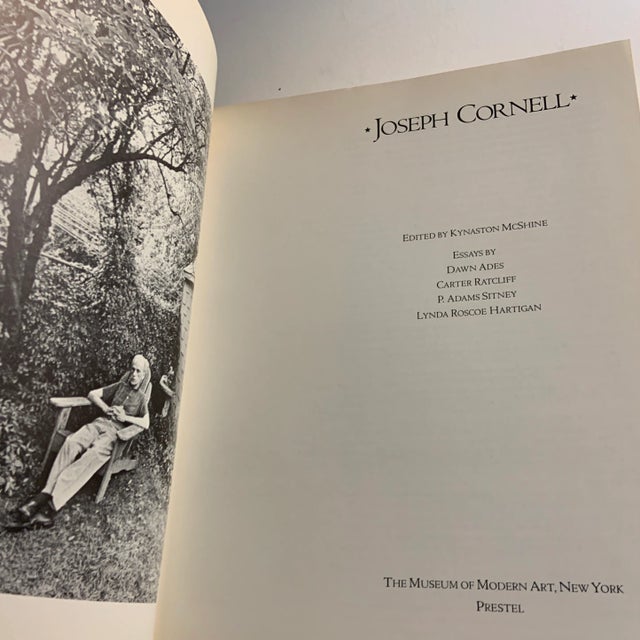 ★JOSEPH CORNELL★
EDITED BY KYNASTON MCSHINE
ESSAYS BY
DAWN ADES
CARTER RATCLIFF
P. ADAMS SITNEY
LYNDA ROSCOE HARTIGAN
THE MUSEUM OF MODERN ART, NEW YORK
PRESTEL